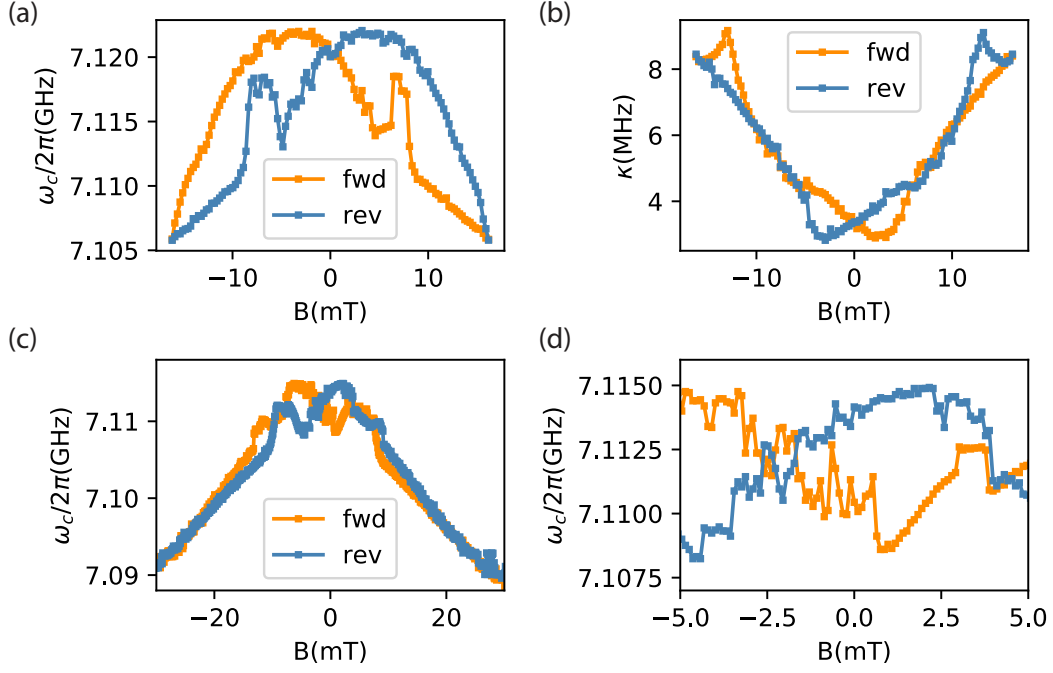 (a)
ω_c/2π(GHz)
7.120
7.115
7.110
7.105
fwd
rev
−10
0
10
B(mT)
(b)
κ(MHz)
8
6
4
fwd
rev
−10
0
10
B(mT)
(c)
ω_c/2π(GHz)
7.11
7.10
7.09
fwd
rev
−20
0
20
B(mT)
(d)
ω_c/2π(GHz)
7.1150
7.1125
7.1100
7.1075
−5.0
−2.5
0.0
2.5
5.0
B(mT)